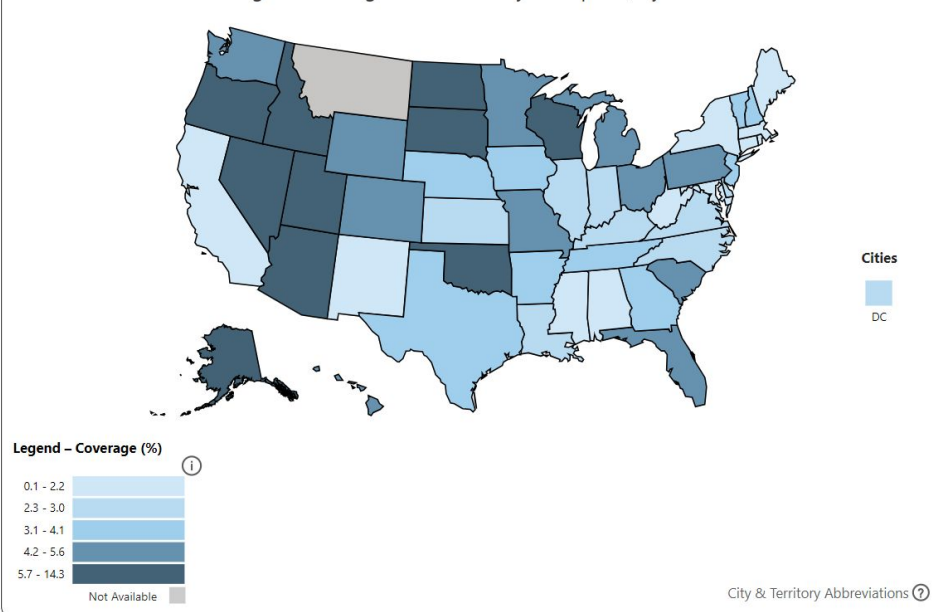 Cities
DC
Legend – Coverage (%)
i
0.1 - 2.2
2.3 - 3.0
3.1 - 4.1
4.2 - 5.6
5.7 - 14.3
Not Available
City & Territory Abbreviations ?